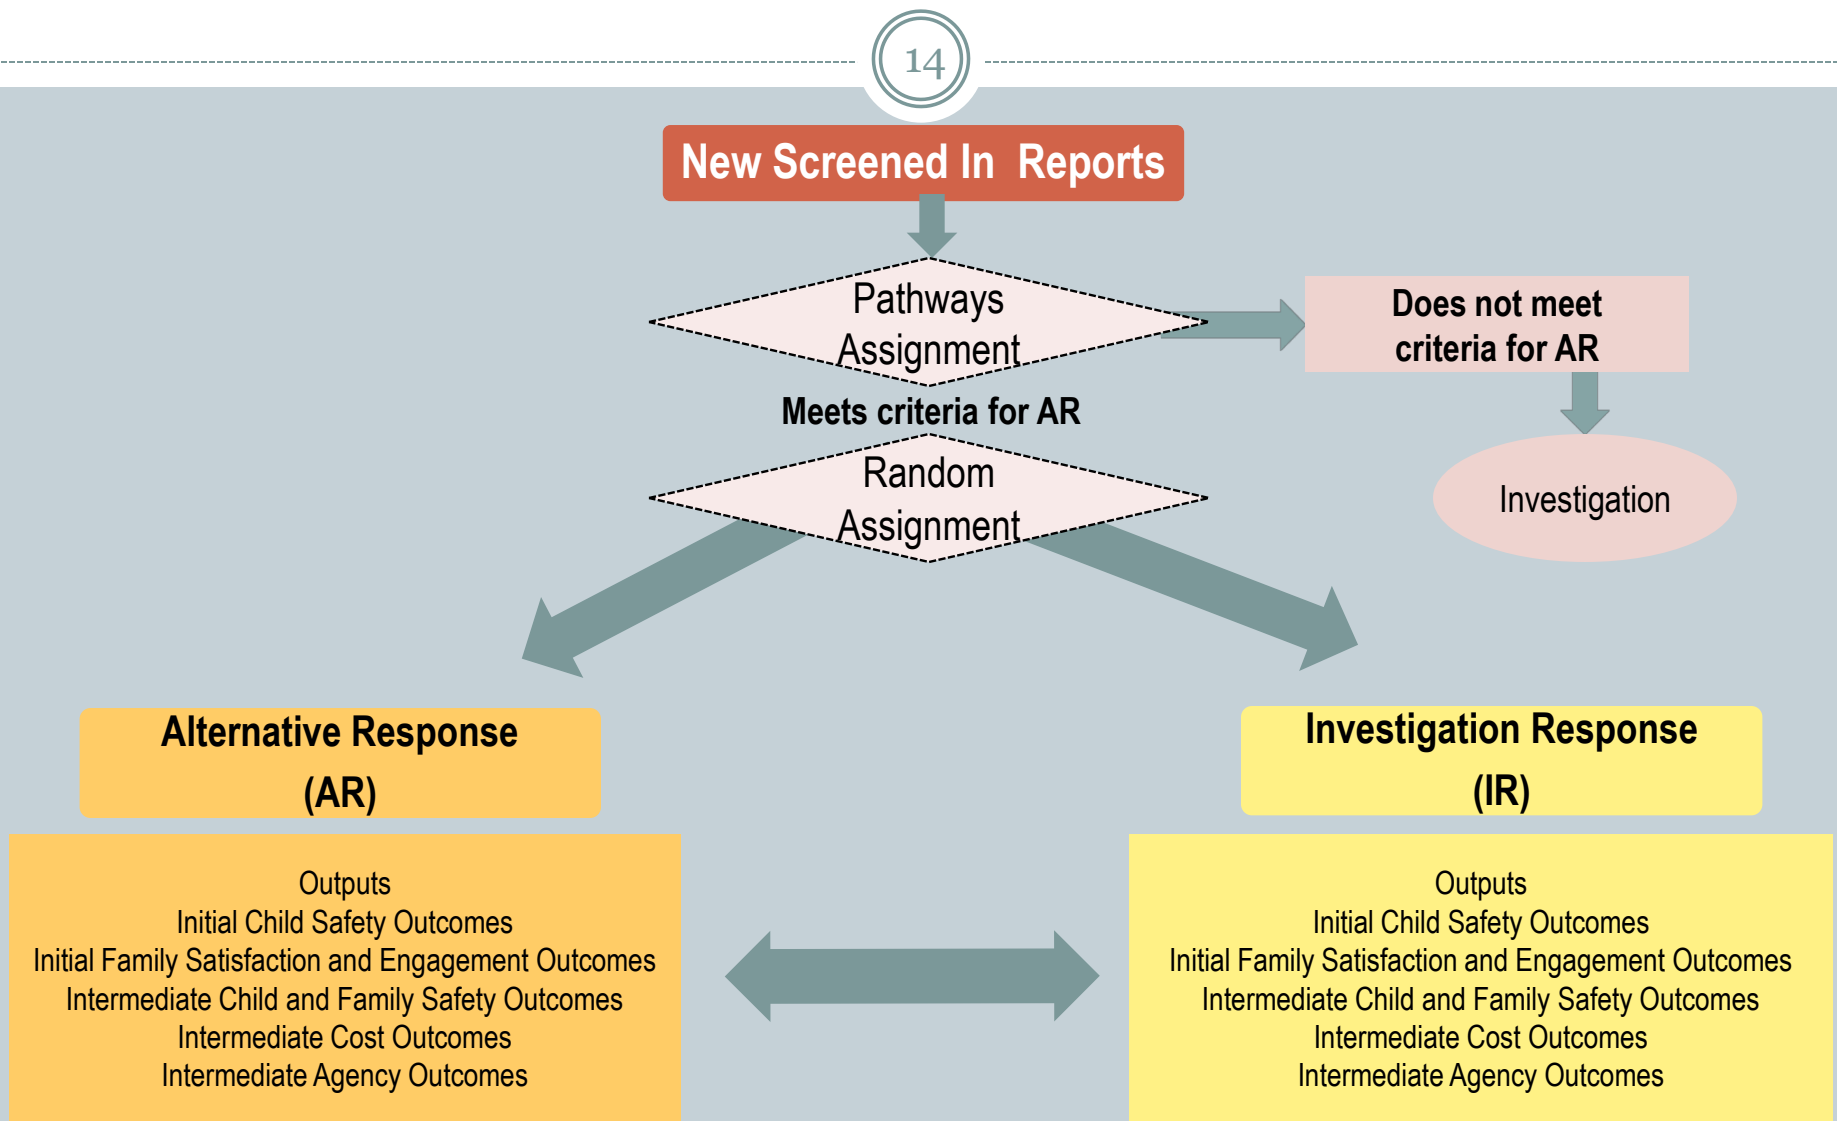 14
New Screened In Reports
Pathways
Assignment
Does not meet
criteria for AR
Meets criteria for AR
Random
Assignment
Investigation
Alternative Response
(AR)
Investigation Response
(IR)
Outputs
Initial Child Safety Outcomes
Initial Family Satisfaction and Engagement Outcomes
Intermediate Child and Family Safety Outcomes
Intermediate Cost Outcomes
Intermediate Agency Outcomes
Outputs
Initial Child Safety Outcomes
Initial Family Satisfaction and Engagement Outcomes
Intermediate Child and Family Safety Outcomes
Intermediate Cost Outcomes
Intermediate Agency Outcomes